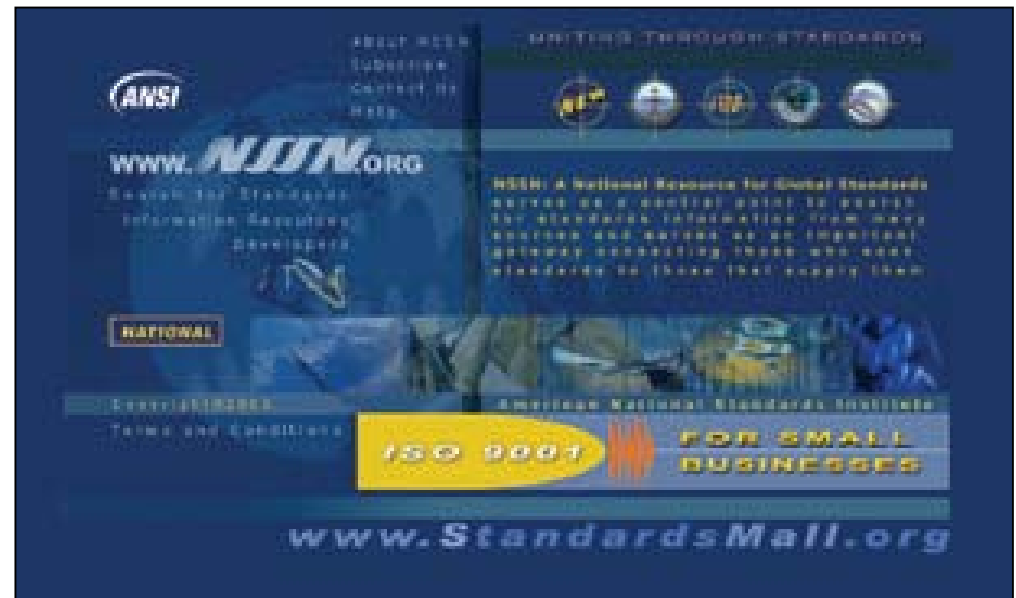 About NSSN
UNITING THROUGH STANDARDS
Subscribe
Contact Us
Help
ANSI
www.NSSN.ORG
Search for Standards
Information Resources
Developers
NSSN: A National Resource for Global Standards
serves as a central point to search
for standards information from many
sources and serves as an important
gateway connecting those who seek
standards to those that supply them
NATIONAL
Copyright
American National Standards Institute
Terms and Conditions
ISO 9001
FOR SMALL
BUSINESSES
www.StandardsMall.org